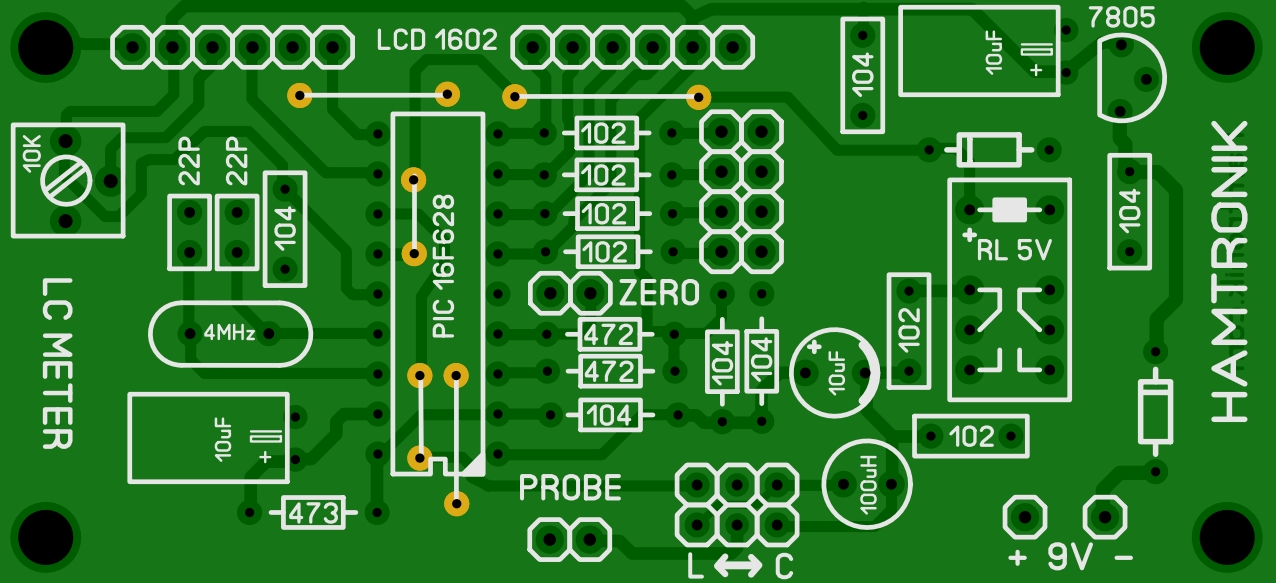 LCD 1602
7805
10uF
+
104
10K
22P
22P
104
102
102
102
102
PIC 16F628
104
HAMTRONIK
+
RL 5V
ZERO
LC METER
4MHz
472
472
104
104
104
+
10uF
102
10uF
+
102
473
PROBE
100uH
L ↔ C
+ 9V -